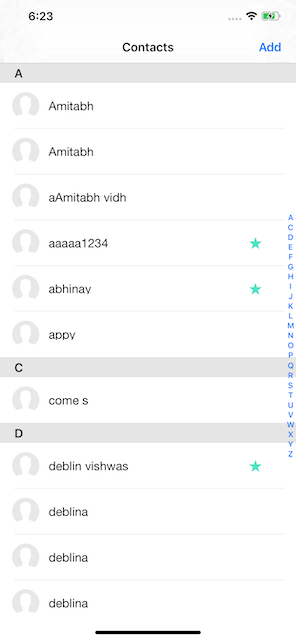 6:23
Contacts
Add
A
Amitabh
Amitabh
aAmitabh vidh
aaaaa1234
abhinay
appy
C
come s
D
deblin vishwas
deblina
deblina
deblina
A
C
D
E
F
G
H
I
J
K
L
M
N
O
P
Q
R
S
T
U
V
W
X
Y
Z